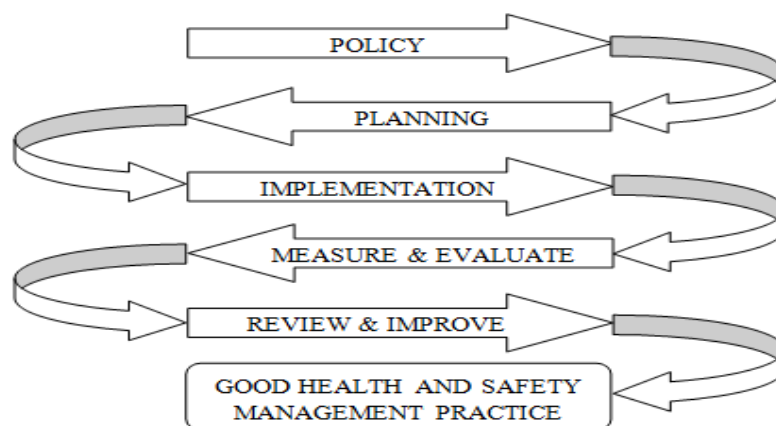 POLICY
PLANNING
IMPLEMENTATION
MEASURE & EVALUATE
REVIEW & IMPROVE
GOOD HEALTH AND SAFETY
MANAGEMENT PRACTICE